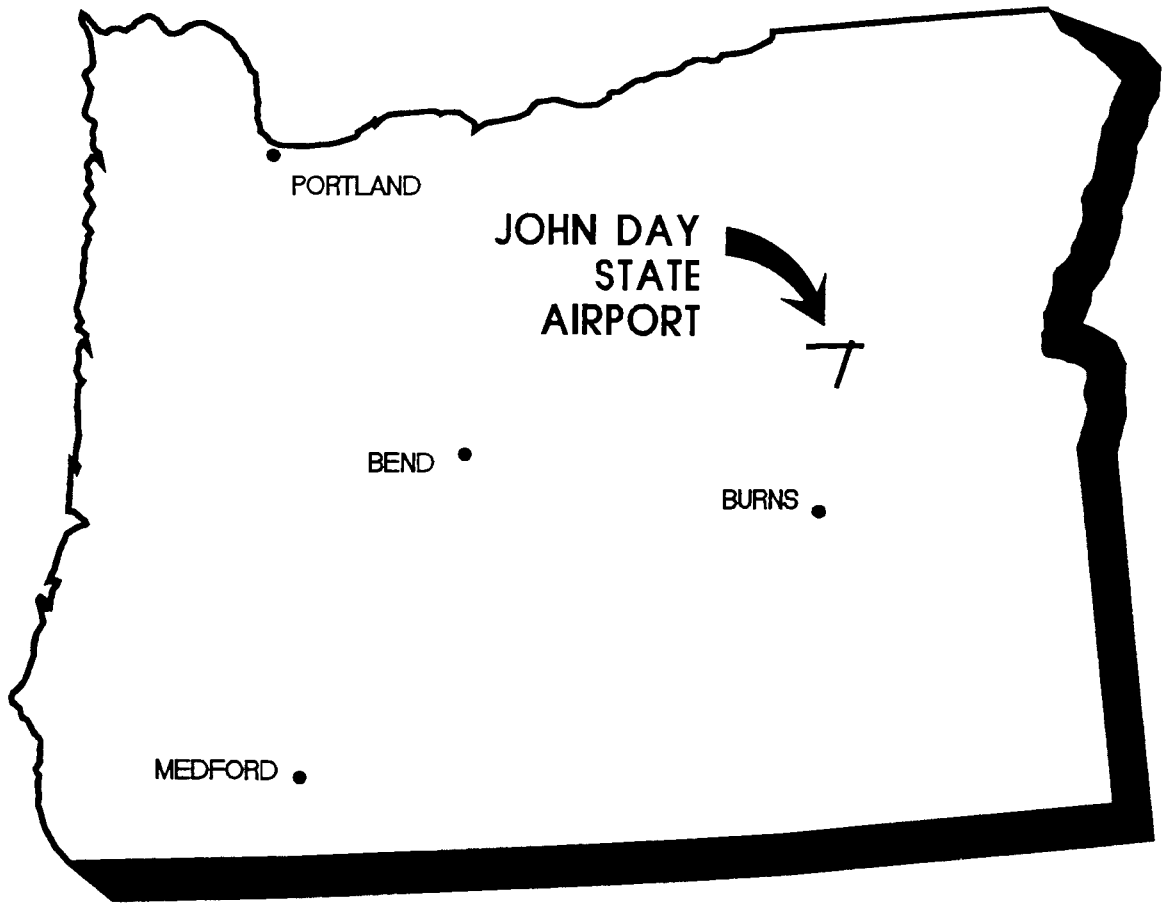 PORTLAND
JOHN DAY
STATE
AIRPORT
BEND
BURNS
MEDFORD